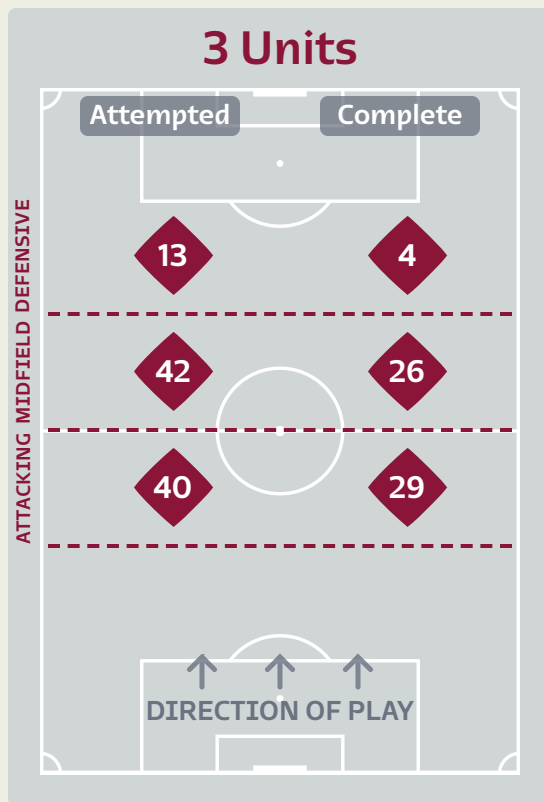 3 Units
Attempted Complete
ATTACKING MIDFIELD DEFENSIVE
13 4
42 26
40 29
DIRECTION OF PLAY